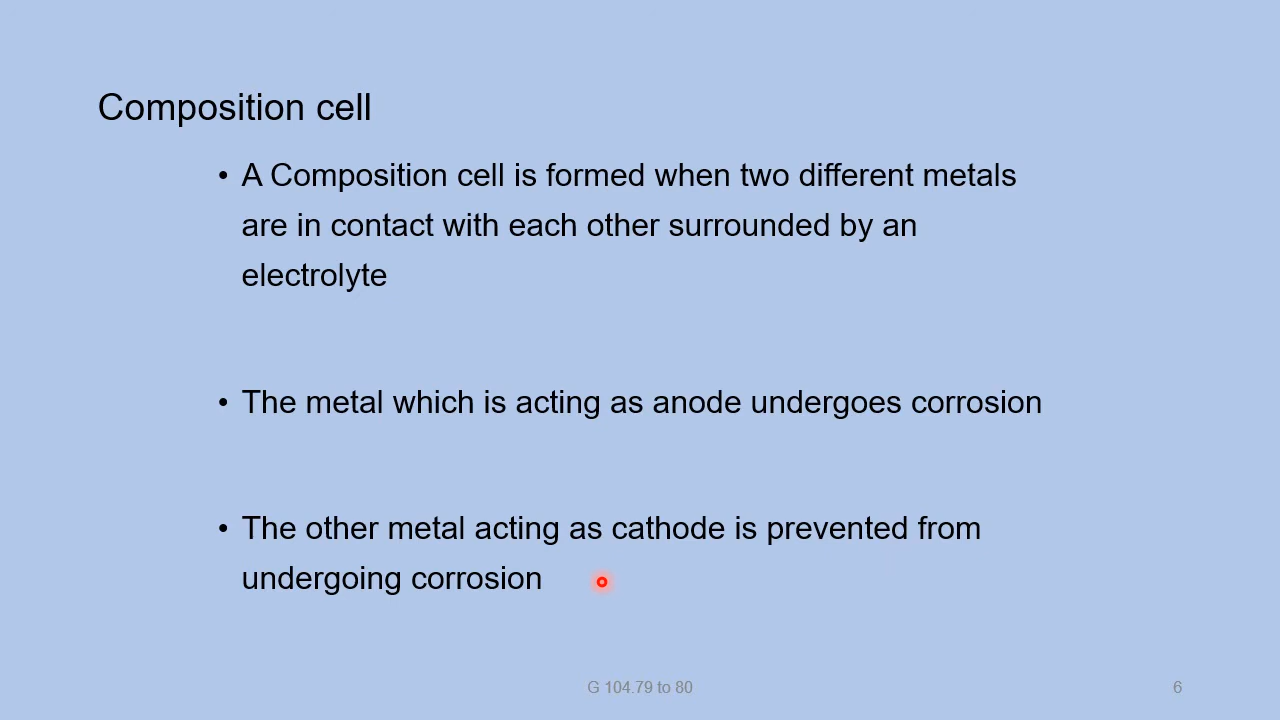 Composition cell
• A Composition cell is formed when two different metals
are in contact with each other surrounded by an
electrolyte
• The metal which is acting as anode undergoes corrosion
• The other metal acting as cathode is prevented from
undergoing corrosion
G 104.79 to 80
6